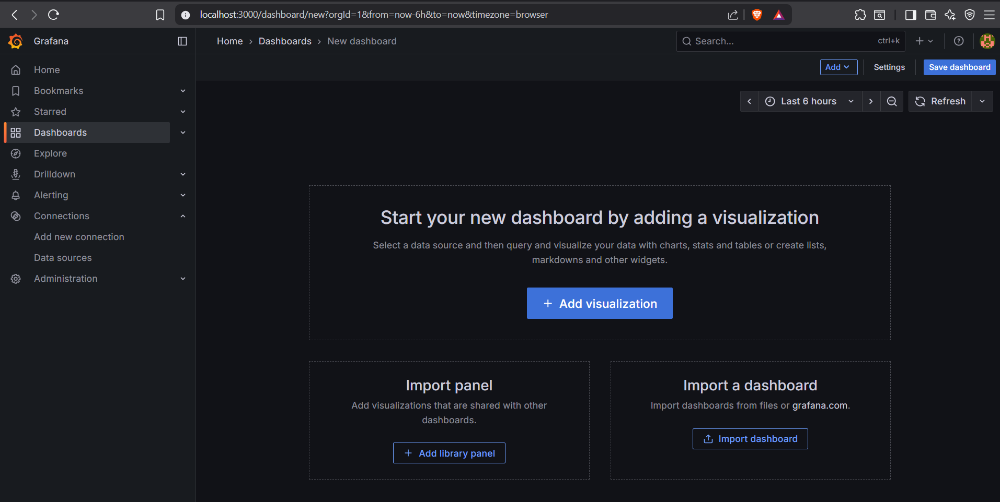 localhost:3000/dashboard/new?orgId=1&from=now-6h&to=now&timezone=browser
Grafana
Home › Dashboards › New dashboard
Search... ctrl+k
Add
Settings
Save dashboard
Home
Bookmarks
Starred
Dashboards
Explore
Drilldown
Alerting
Connections
Add new connection
Data sources
Administration
Last 6 hours
Refresh
Start your new dashboard by adding a visualization
Select a data source and then query and visualize your data with charts, stats and tables or create lists,
markdowns and other widgets.
+ Add visualization
Import panel
Add visualizations that are shared with other
dashboards.
+ Add library panel
Import a dashboard
Import dashboards from files or grafana.com.
Import dashboard